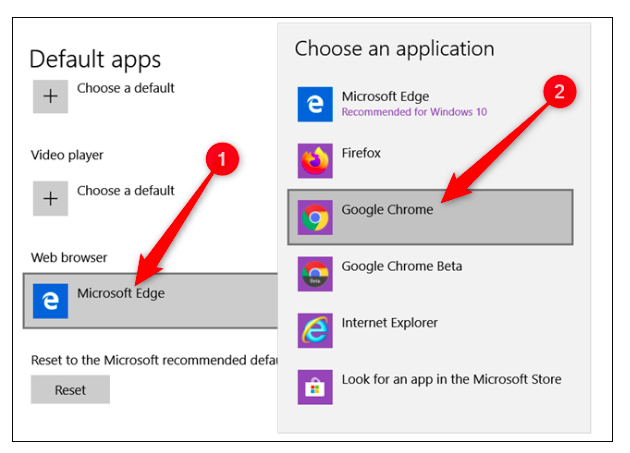 Default apps
Choose a default
Video player
Choose a default
1
Web browser
Microsoft Edge
Reset to the Microsoft recommended defau
Reset
Choose an application
2
Microsoft Edge
Recommended for Windows 10
Firefox
Google Chrome
Google Chrome Beta
Beta
Internet Explorer
Look for an app in the Microsoft Store